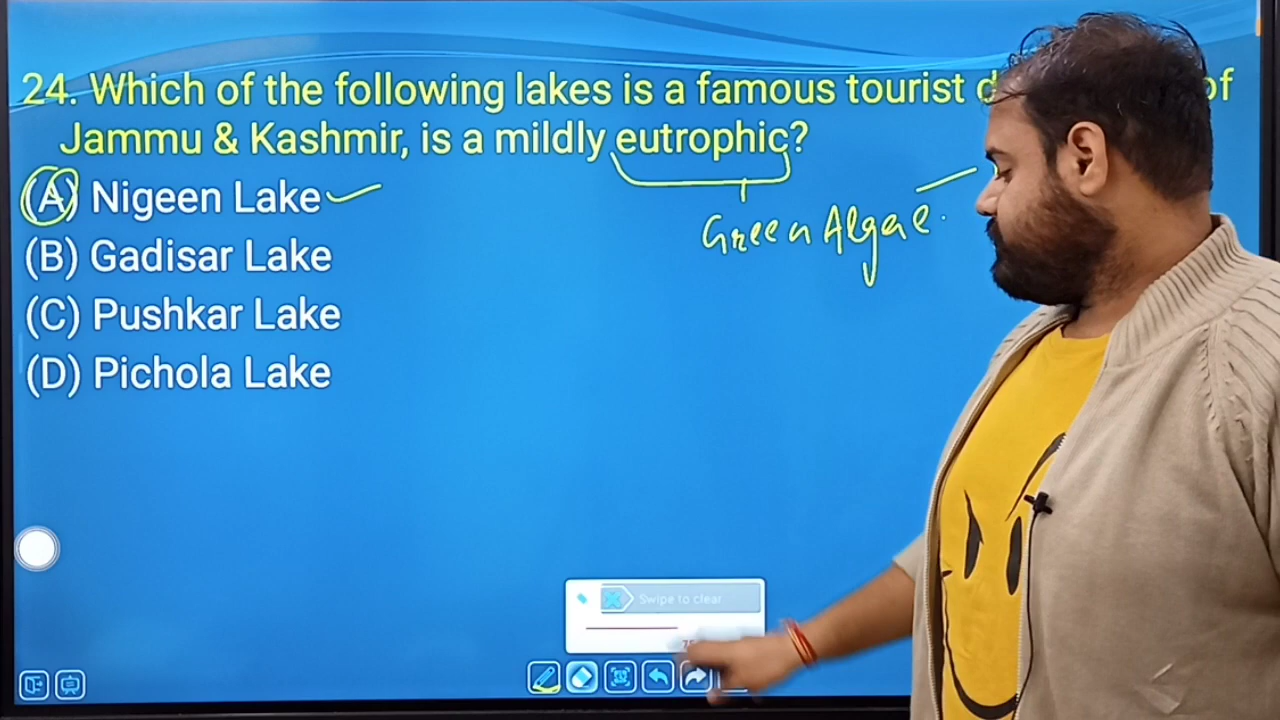 24. Which of the following lakes is a famous tourist of
Jammu & Kashmir, is a mildly eutrophic?
(A) Nigeen Lake
Green Algae.
(B) Gadisar Lake
(C) Pushkar Lake
(D) Pichola Lake
Swipe to clear